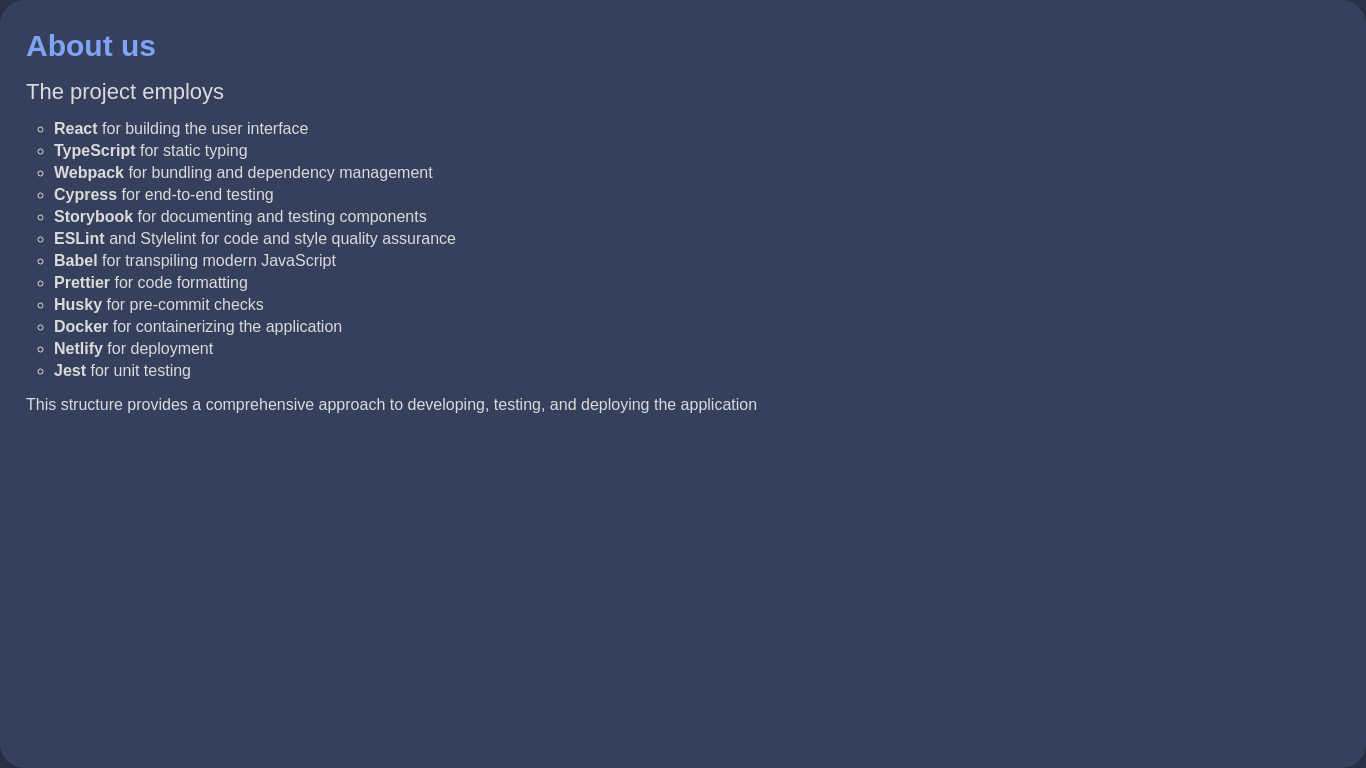 About us
The project employs
React for building the user interface
TypeScript for static typing
Webpack for bundling and dependency management
Cypress for end-to-end testing
Storybook for documenting and testing components
ESLint and Stylelint for code and style quality assurance
Babel for transpiling modern JavaScript
Prettier for code formatting
Husky for pre-commit checks
Docker for containerizing the application
Netlify for deployment
Jest for unit testing
This structure provides a comprehensive approach to developing, testing, and deploying the application